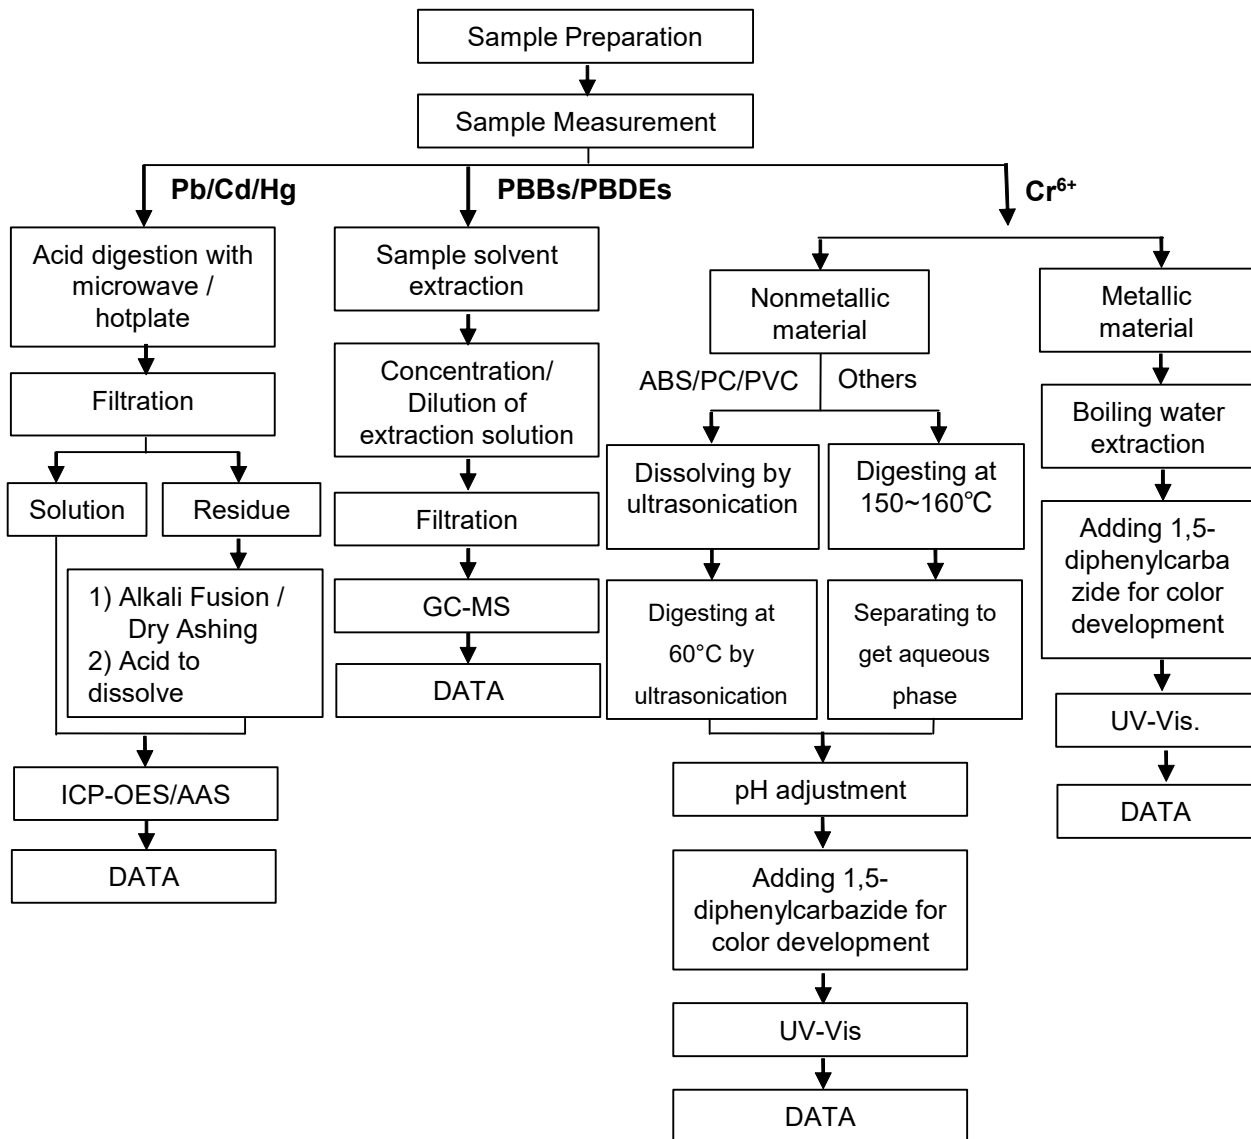 Sample Preparation
Sample Measurement
Pb/Cd/Hg
PBBs/PBDEs
Cr⁶⁺
Acid digestion with
microwave /
hotplate
Filtration
Solution
Residue
1) Alkali Fusion /
Dry Ashing
2) Acid to
dissolve
ICP-OES/AAS
DATA
Sample solvent
extraction
Concentration/
Dilution of
extraction solution
Filtration
GC-MS
DATA
Nonmetallic
material
ABS/PC/PVC
Others
Dissolving by
ultrasonication
Digesting at
60°C by
ultrasonication
Digesting at
150~160℃
Separating to
get aqueous
phase
pH adjustment
Adding 1,5-
diphenylcarbazide for
color development
UV-Vis
DATA
Metallic
material
Boiling water
extraction
Adding 1,5-
diphenylcarba
zide for color
development
UV-Vis.
DATA